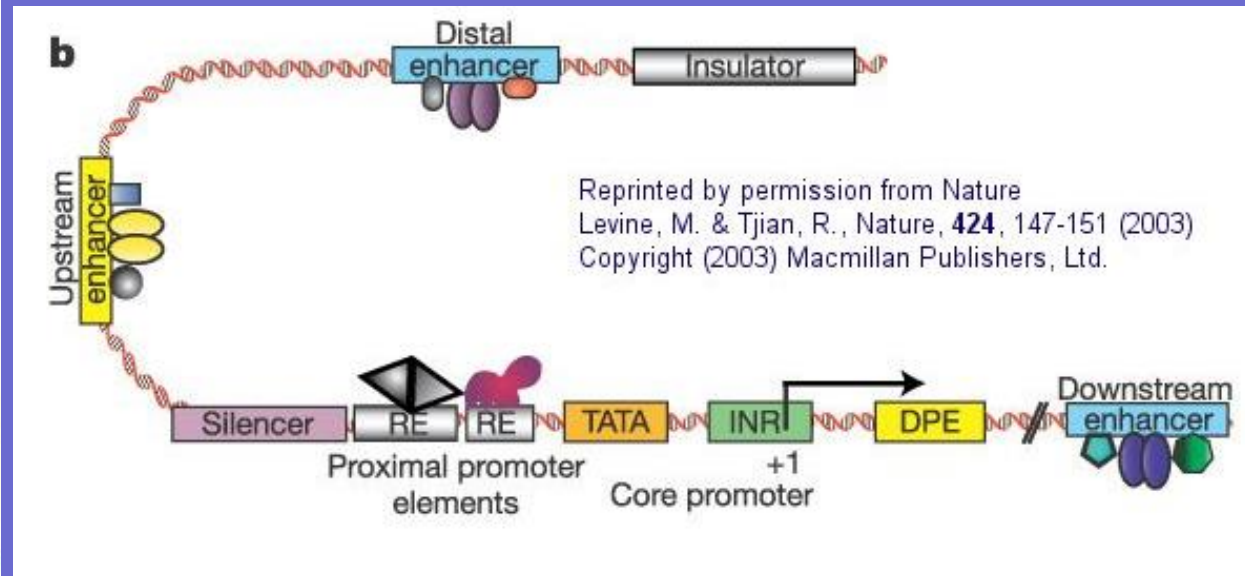 b
Distal
enhancer
Insulator
Upstream
enhancer
Reprinted by permission from Nature
Levine, M. & Tjian, R., Nature, 424, 147-151 (2003)
Copyright (2003) Macmillan Publishers, Ltd.
Silencer
RE
RE
TATA
INR
DPE
Downstream
enhancer
Proximal promoter
elements
+1
Core promoter